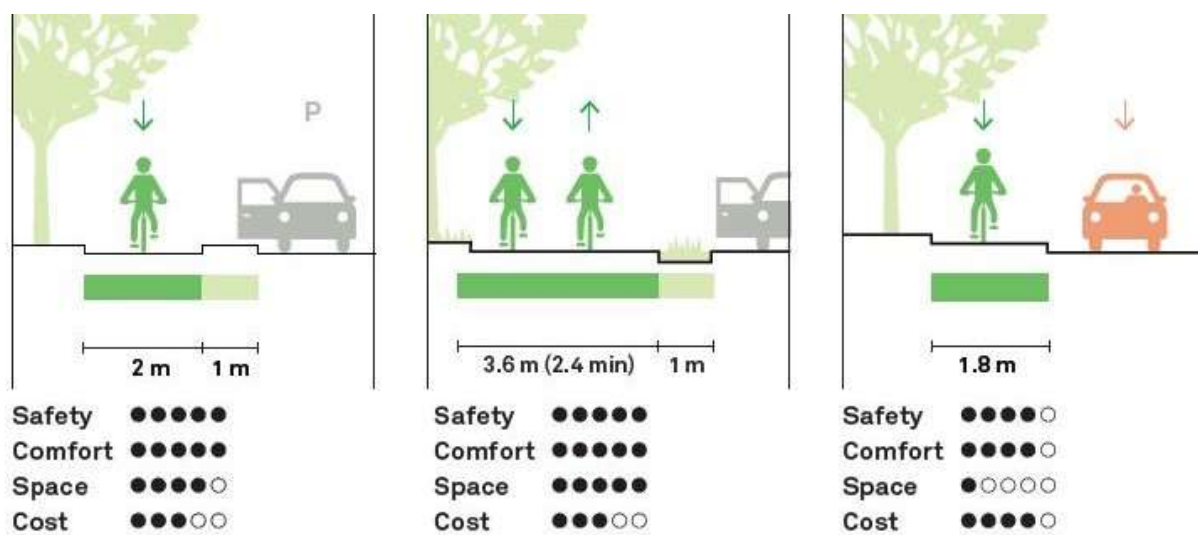 P
2 m 1 m
Safety
Comfort
Space
Cost
3.6 m (2.4 min) 1 m
Safety
Comfort
Space
Cost
1.8 m
Safety
Comfort
Space
Cost